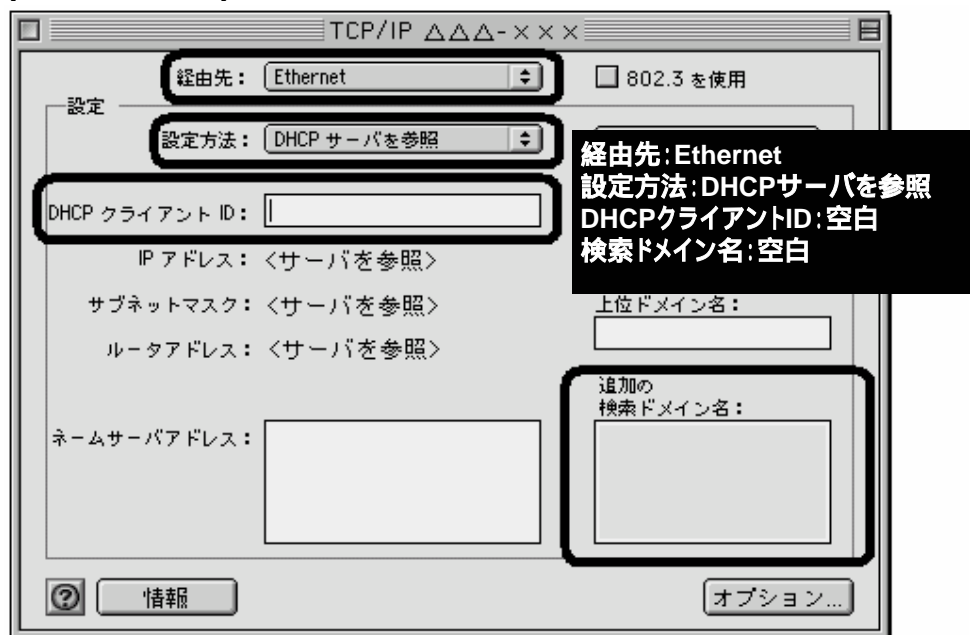 TCP/IP △△△-×××
経由先： Ethernet
802.3 を使用
設定
設定方法： DHCP サーバを参照
経由先：Ethernet
設定方法：DHCPサーバを参照
DHCPクライアントID：空白
検索ドメイン名：空白
DHCP クライアント ID：
IP アドレス： <サーバを参照>
サブネットマスク： <サーバを参照>
上位ドメイン名：
ルータアドレス： <サーバを参照>
追加の
検索ドメイン名：
ネームサーバアドレス：
情報
オプション...